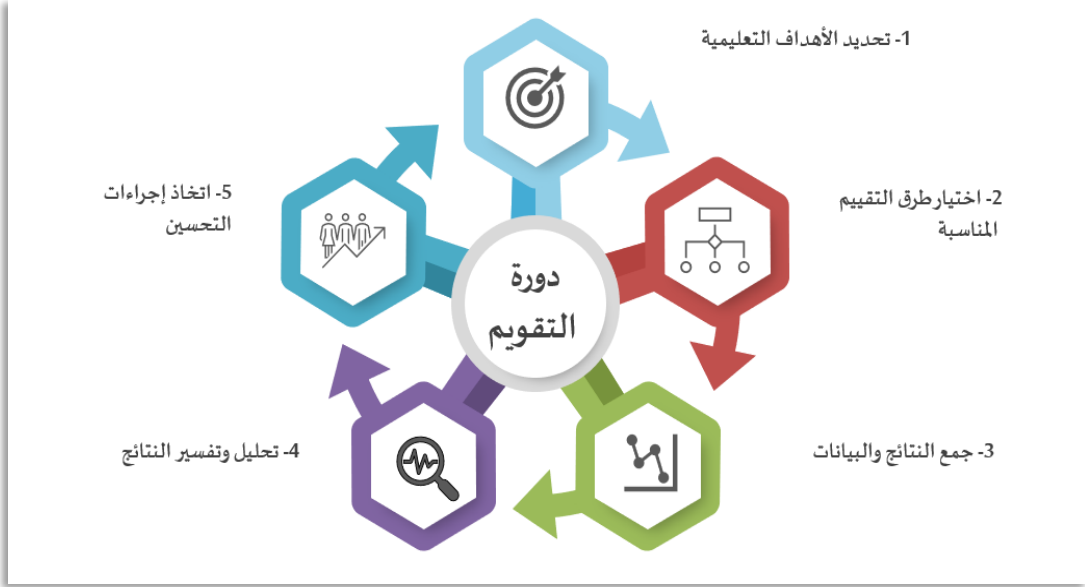 1- تحديد الأهداف التعليمية
2- اختيار طرق التقييم
المناسبة
3- جمع النتائج والبيانات
4- تحليل وتفسير النتائج
5- اتخاذ إجراءات
التحسين
دورة
التقويم